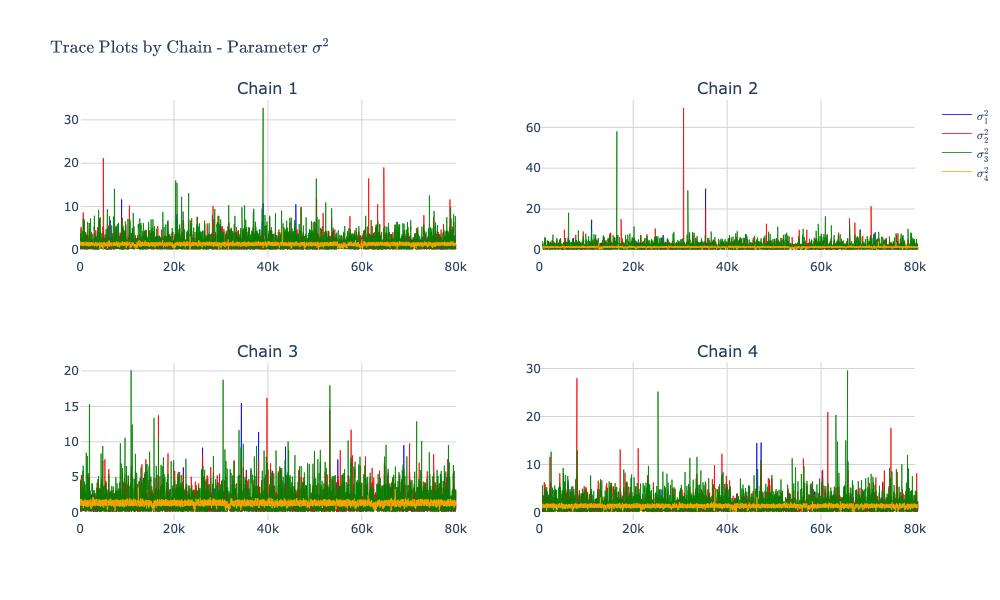 Trace Plots by Chain - Parameter σ²
Chain 1
30
20
10
0
0 20k 40k 60k 80k
Chain 2
60
40
20
0
0 20k 40k 60k 80k
σ₁²
σ₂²
σ₃²
σ₄²
Chain 3
20
15
10
5
0
0 20k 40k 60k 80k
Chain 4
30
20
10
0
0 20k 40k 60k 80k